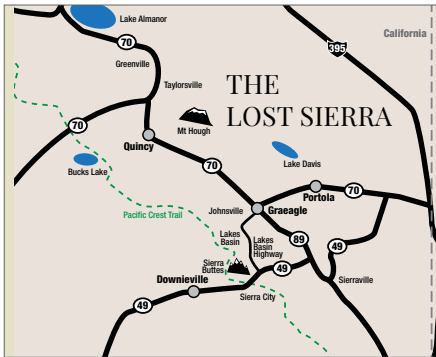 Lake Almanor
395
California
70
Greenville
Taylorsville
THE
LOST SIERRA
Mt Hough
70
Quincy
Lake Davis
Bucks Lake
70
Portola
70
Pacific Crest Trail
Johnsville
Graeagle
Lakes
Basin
Lakes
Basin
Highway
89
49
Sierra
Buttes
49
Sierraville
Downieville
Sierra City
49